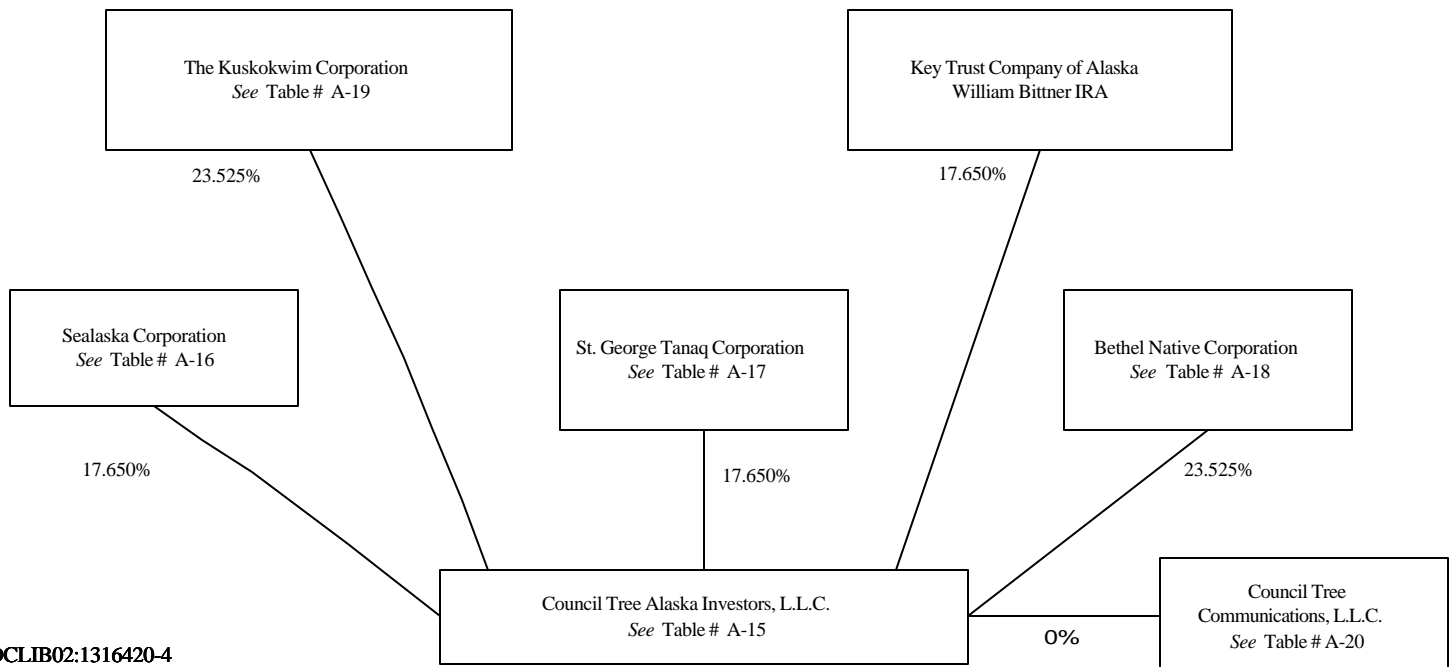 The Kuskokwim Corporation
See Table # A-19
Key Trust Company of Alaska
William Bittner IRA
23.525%
17.650%
Sealaska Corporation
See Table # A-16
St. George Tanaq Corporation
See Table # A-17
Bethel Native Corporation
See Table # A-18
17.650%
17.650%
23.525%
Council Tree Alaska Investors, L.L.C.
See Table # A-15
0%
Council Tree
Communications, L.L.C.
See Table # A-20
CLIB02:1316420-4